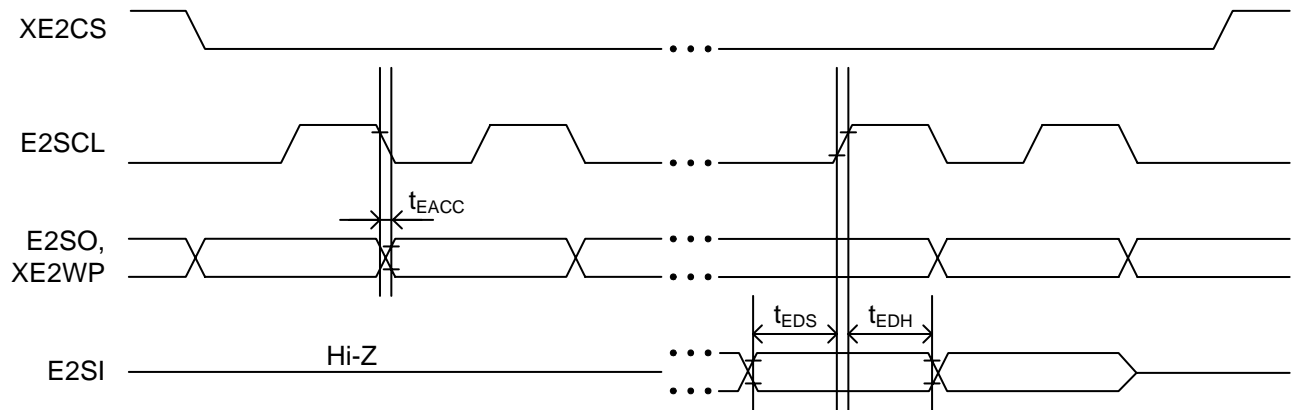 XE2CS
E2SCL
tEACC
E2SO,
XE2WP
tEDS
tEDH
Hi-Z
E2SI